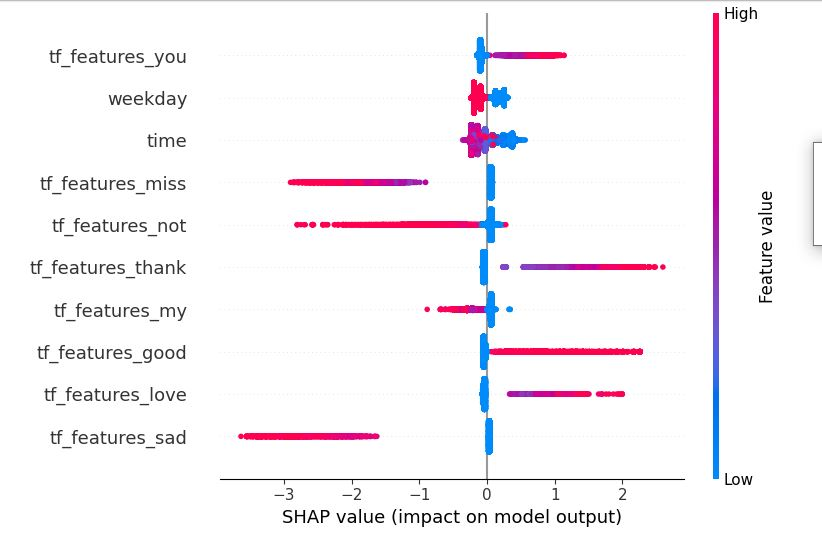 High
tf_features_you
weekday
time
tf_features_miss
tf_features_not
tf_features_thank
tf_features_my
tf_features_good
tf_features_love
tf_features_sad
Feature value
Low
−3 −2 −1 0 1 2
SHAP value (impact on model output)